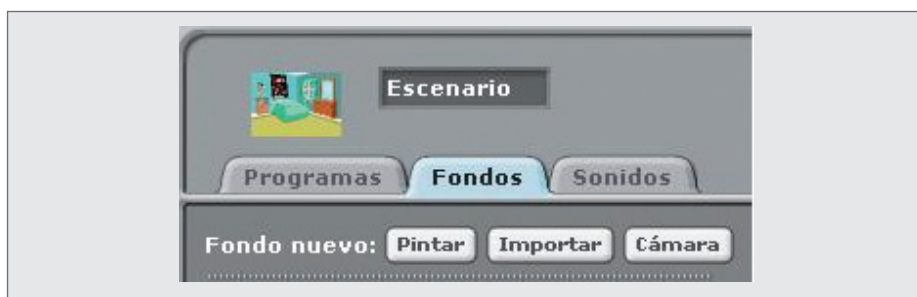 Escenario
Programas Fondos Sonidos
Fondo nuevo: Pintar Importar Cámara